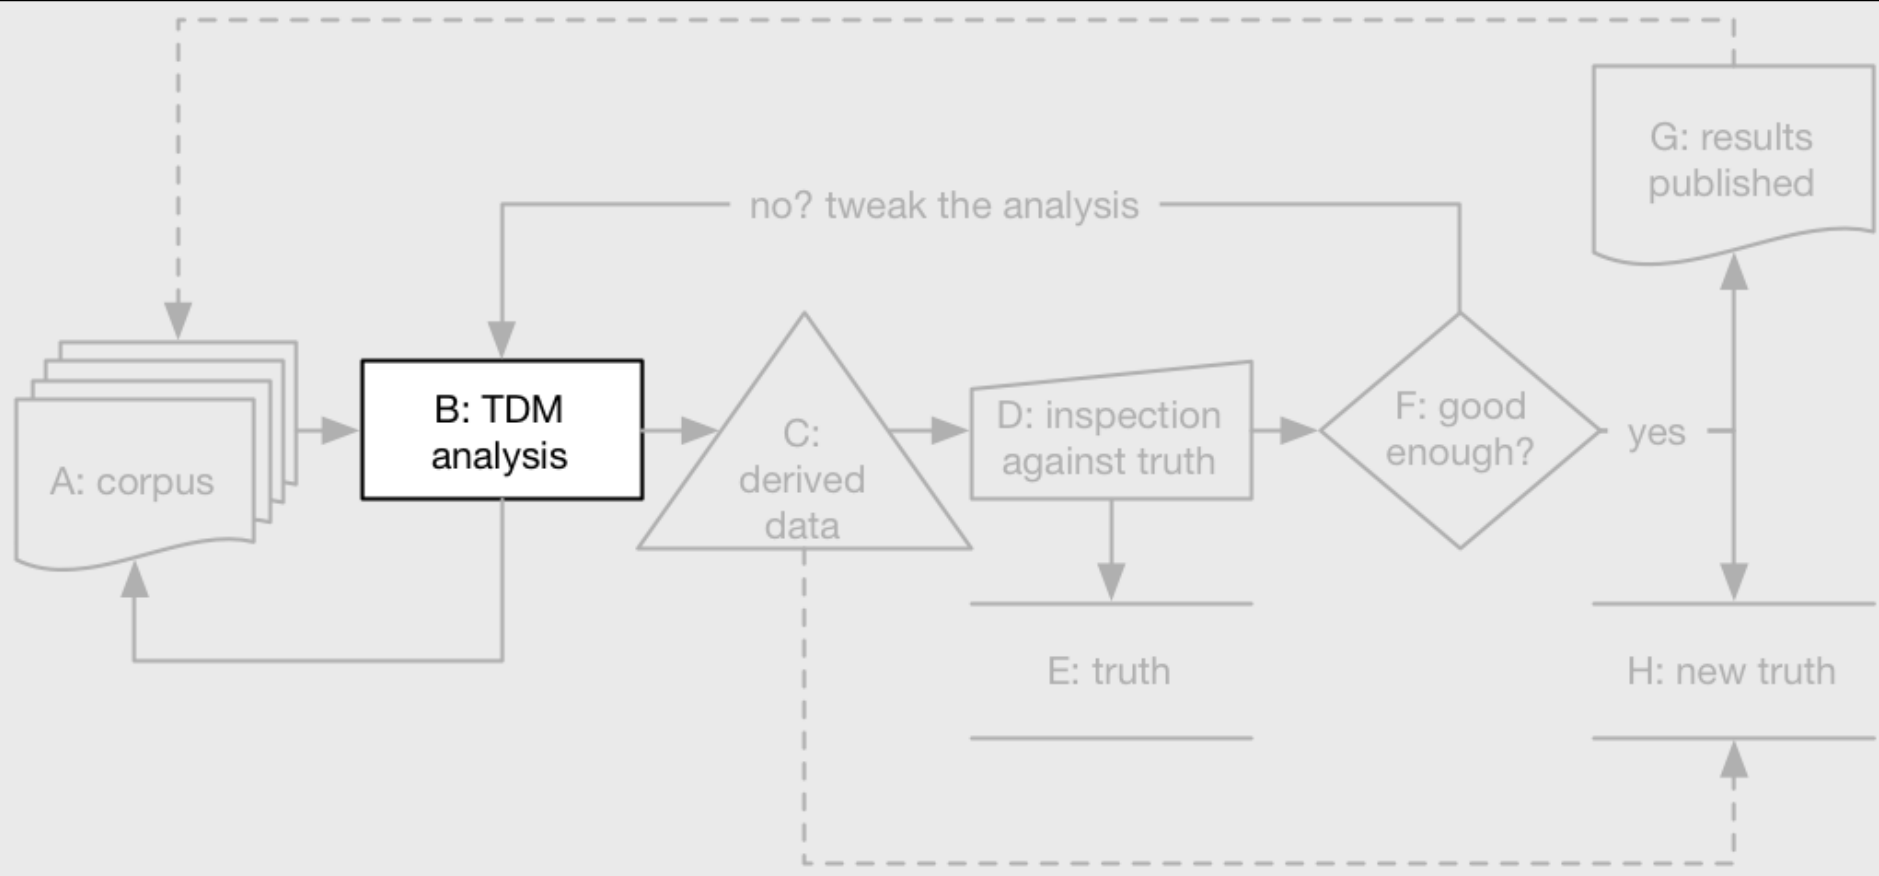 G: results
published
no? tweak the analysis
A: corpus
B: TDM
analysis
C:
derived
data
D: inspection
against truth
F: good
enough?
yes
E: truth
H: new truth